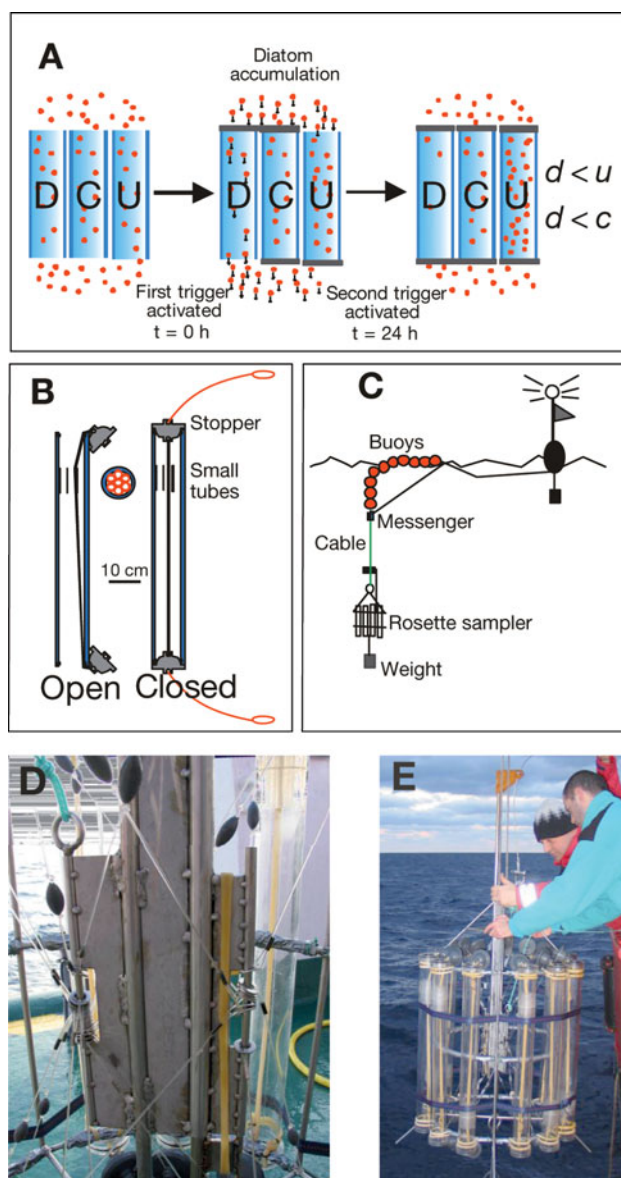 A
Diatom
accumulation
D C U
D C U
D C U
d < u
d < c
First trigger
activated
t = 0 h
Second trigger
activated
t = 24 h
B
Stopper
Small
tubes
10 cm
Open
Closed
C
Buoys
Messenger
Cable
Rosette sampler
Weight
D
E